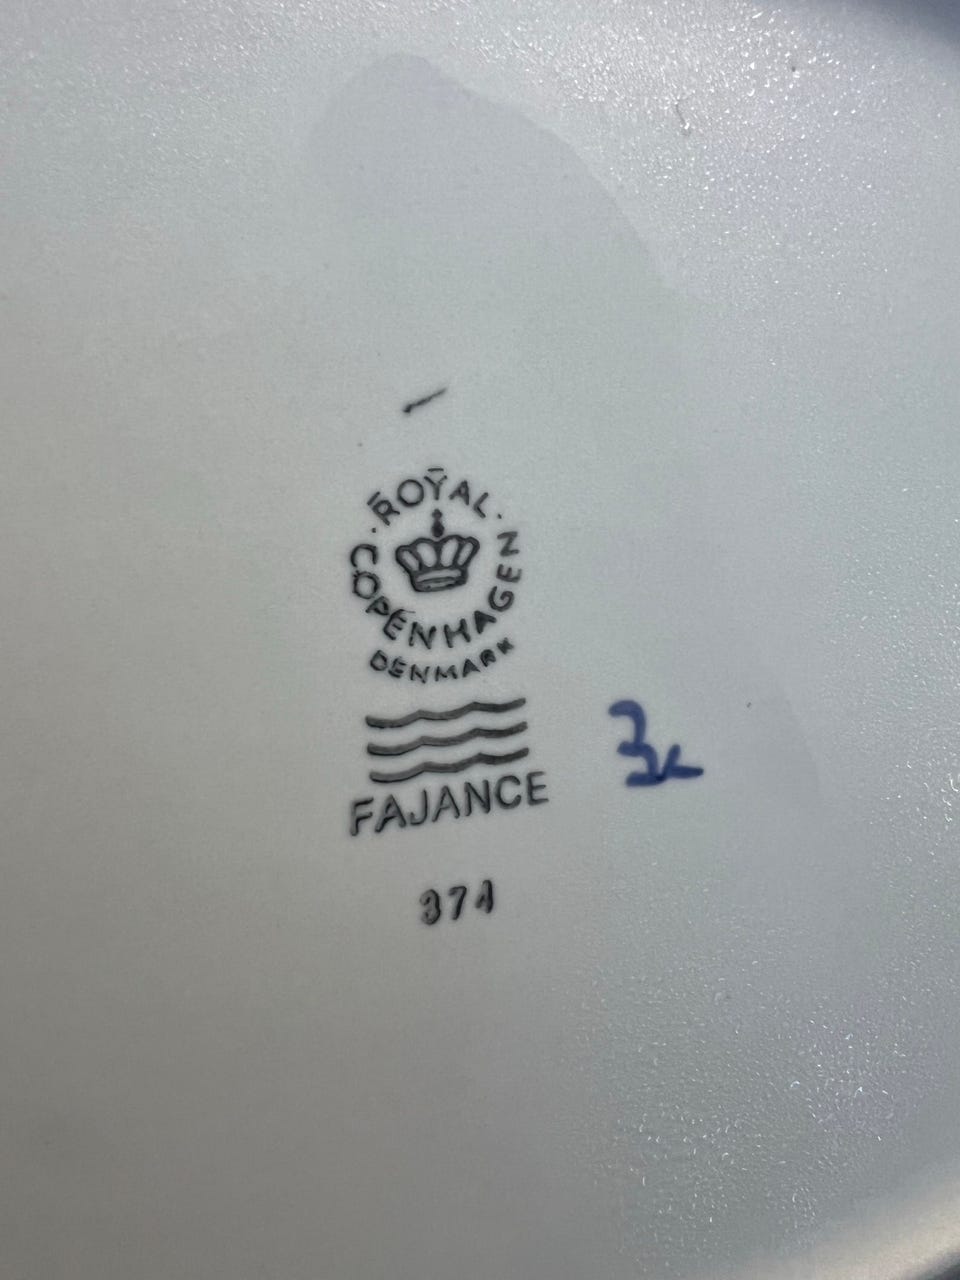 ROYAL
COPENHAGEN
DENMARK
FAJANCE
374